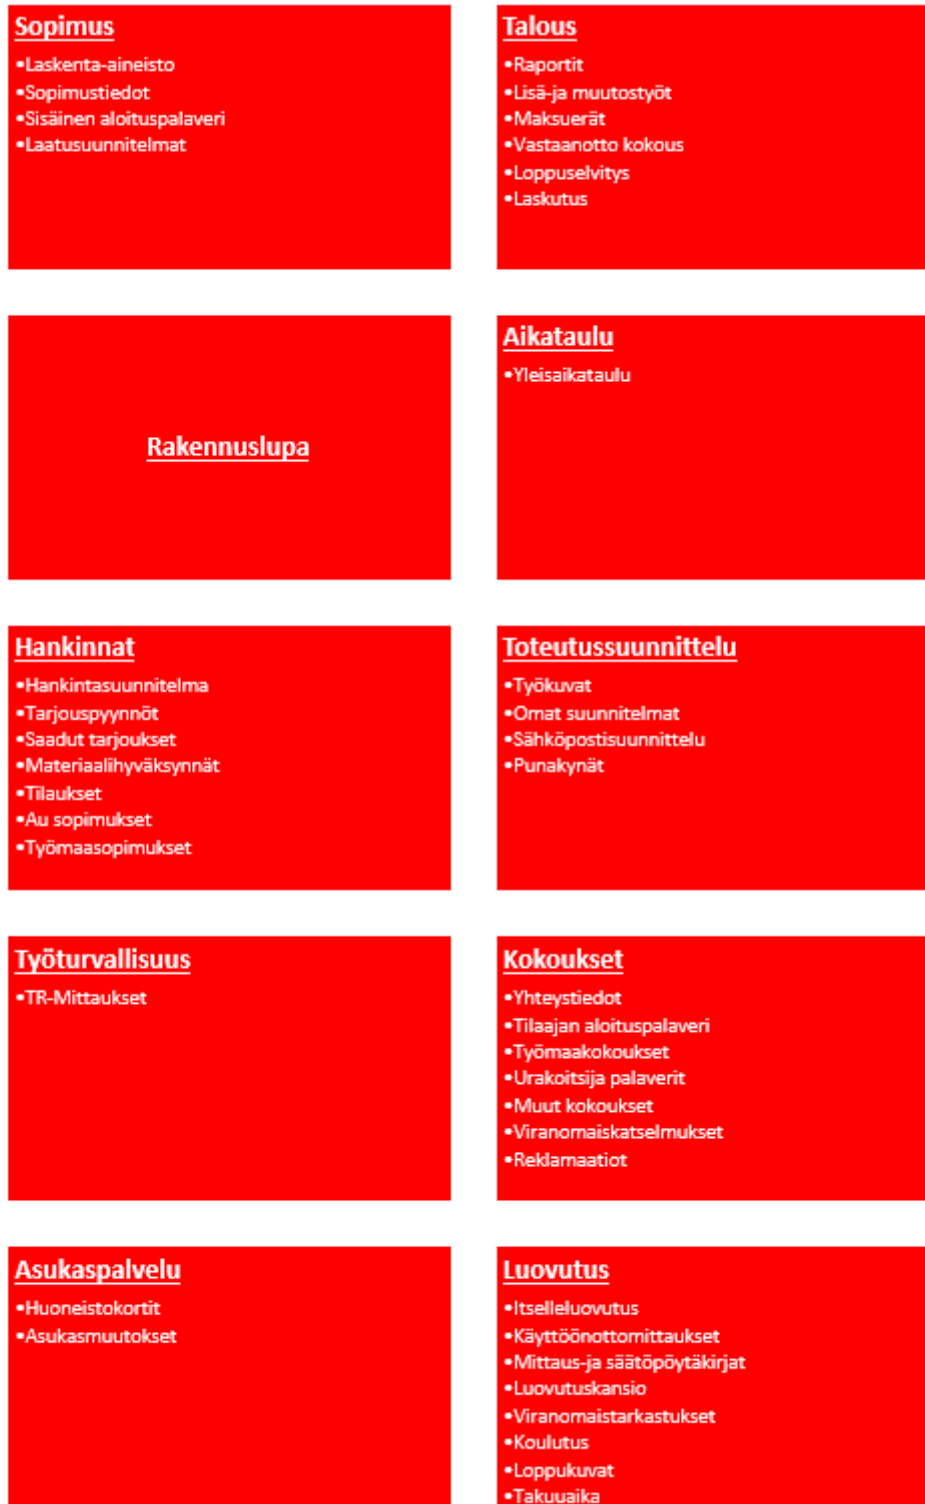 Sopimus
•Laskenta-aineisto
•Sopimustiedot
•Sisäinen aloituspalaveri
•Laatusuunnitelmat
Talous
•Raportit
•Lisä-ja muutostyöt
•Maksuerät
•Vastaanotto kokous
•Loppuselvitys
•Laskutus
Rakennuslupa
Aikataulu
•Yleisaikataulu
Hankinnat
•Hankintasuunnitelma
•Tarjouspyynnöt
•Saadut tarjoukset
•Materiaalihyväksynnät
•Tilaukset
•Au sopimukset
•Työmaasopimukset
Toteutussuunnittelu
•Työkuvat
•Omat suunnitelmat
•Sähköpostisuunnittelu
•Punakynät
Työturvallisuus
•TR-Mittaukset
Kokoukset
•Yhteystiedot
•Tilaajan aloituspalaveri
•Työmaakokoukset
•Urakoitsija palaverit
•Muut kokoukset
•Viranomaiskatselmukset
•Reklamaatiot
Asukaspalvelu
•Huoneistokortit
•Asukasmuutokset
Luovutus
•Itselleluovutus
•Käyttöönottomittaukset
•Mittaus-ja säätöpöytäkirjat
•Luovutuskansio
•Viranomaistarkastukset
•Koulutus
•Loppukuvat
•Takuuaika